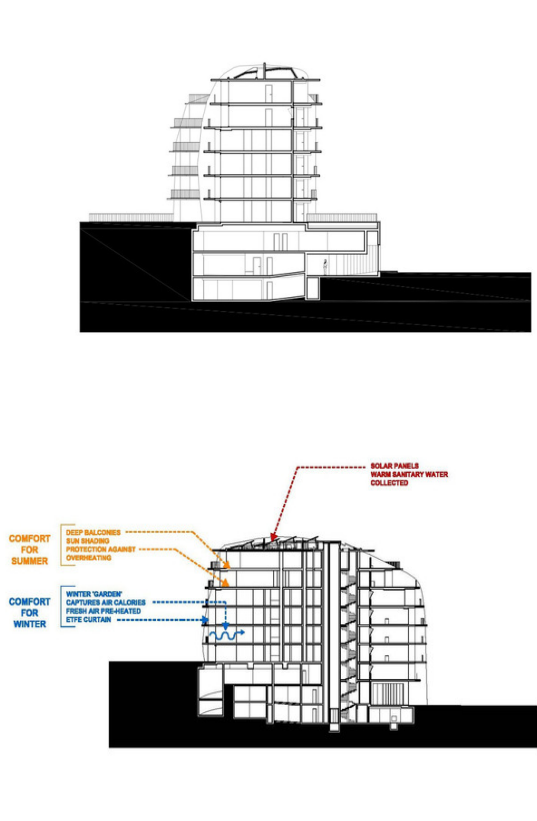 SOLAR PANELS
WARM SANITARY WATER
COLLECTED
COMFORT
FOR
SUMMER
DEEP BALCONIES
SUN SHADING
PROTECTION AGAINST
OVERHEATING
COMFORT
FOR
WINTER
WINTER 'GARDEN'
CAPTURES AIR CALORIES
FRESH AIR PRE-HEATED
ETFE CURTAIN